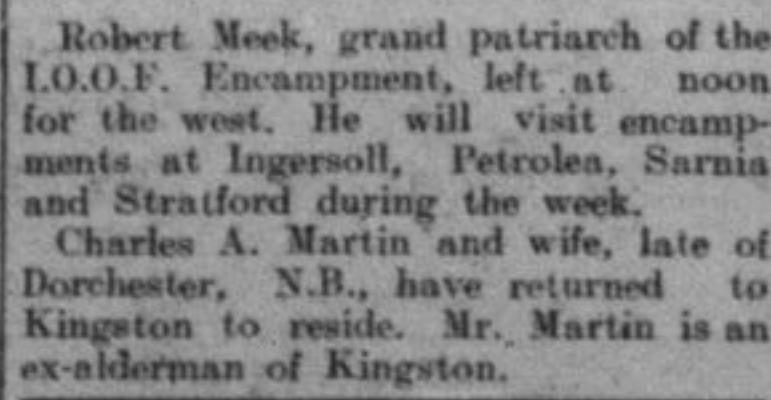 Robert Meek, grand patriarch of the
I.O.O.F. Encampment, left at noon
for the west. He will visit encamp-
ments at Ingersoll, Petrolea, Sarnia
and Stratford during the week.
Charles A. Martin and wife, late of
Dorchester, N.B., have returned to
Kingston to reside. Mr. Martin is an
ex-alderman of Kingston.